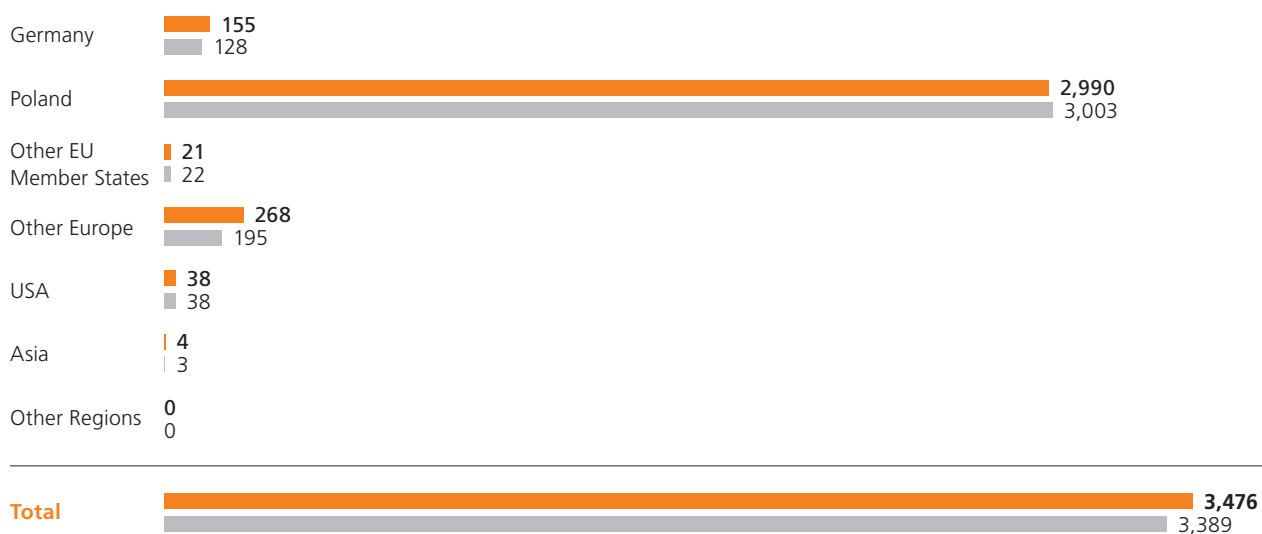 Germany
155
128
Poland
2,990
3,003
Other EU
Member States
21
22
Other Europe
268
195
USA
38
38
Asia
4
3
Other Regions
0
0
Total
3,476
3,389